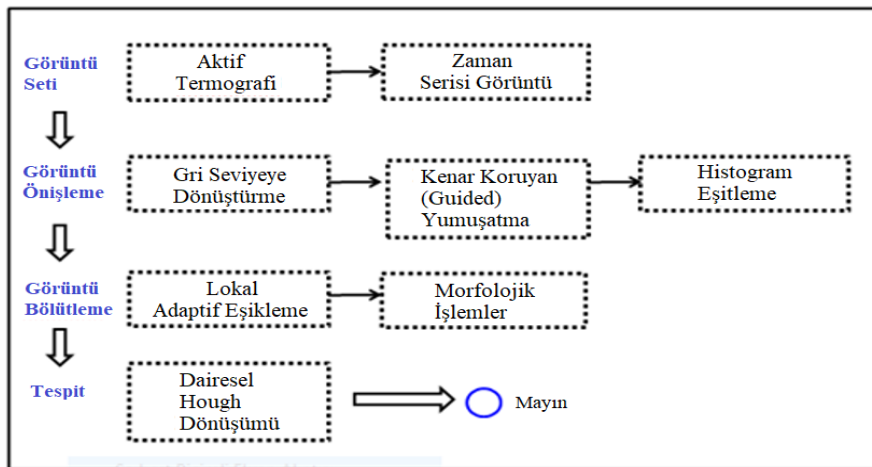 Görüntü
Seti
Aktif
Termografi
Zaman
Serisi Görüntü
Görüntü
Önişleme
Gri Seviyeye
Dönüştürme
Kenar Koruyan
(Guided)
Yumuşatma
Histogram
Eşitleme
Görüntü
Bölütleme
Lokal
Adaptif Eşikleme
Morfolojik
İşlemler
Tespit
Dairesel
Hough
Dönüşümü
Mayın